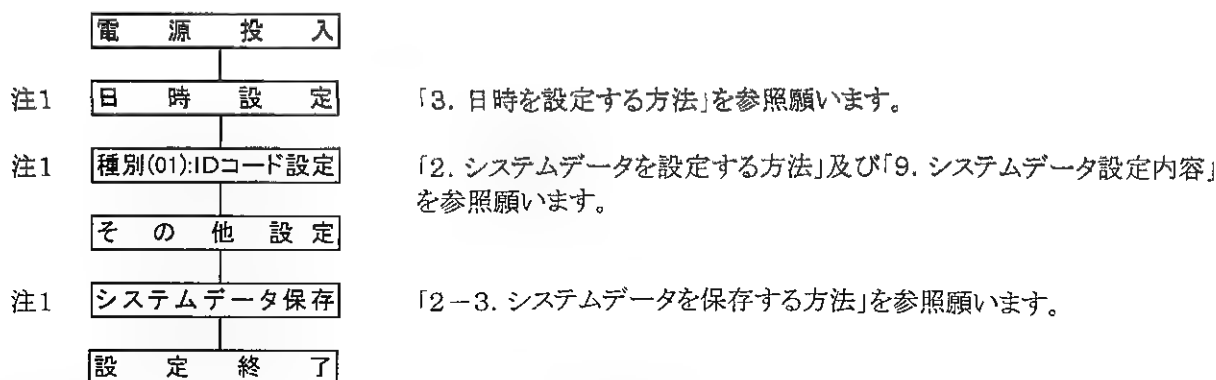 電源投入
注1 日時設定 「3. 日時を設定する方法」を参照願います。
注1 種別(01):IDコード設定 「2. システムデータを設定する方法」及び「9. システムデータ設定内容」
を参照願います。
その他設定
注1 システムデータ保存 「2－3. システムデータを保存する方法」を参照願います。
設定終了